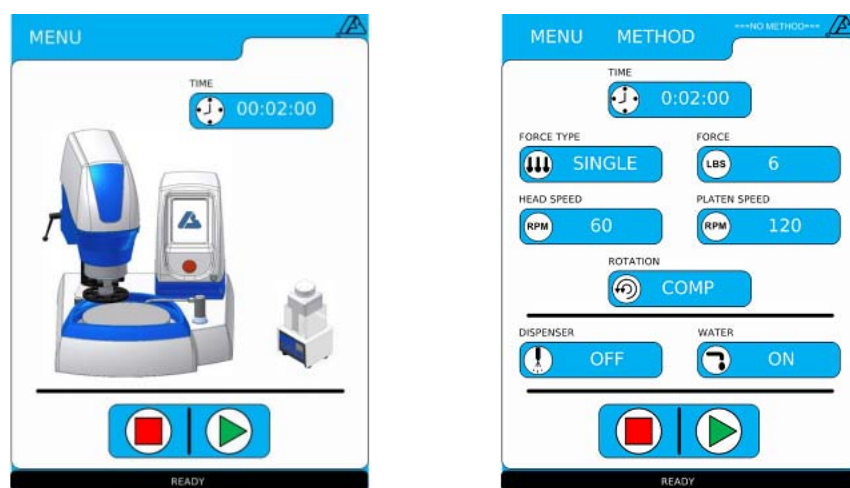 MENU
TIME
00:02:00
READY
MENU METHOD ===NO METHOD===
TIME
0:02:00
FORCE TYPE FORCE
SINGLE LBS 6
HEAD SPEED PLATEN SPEED
RPM 60 RPM 120
ROTATION
COMP
DISPENSER WATER
OFF ON
READY